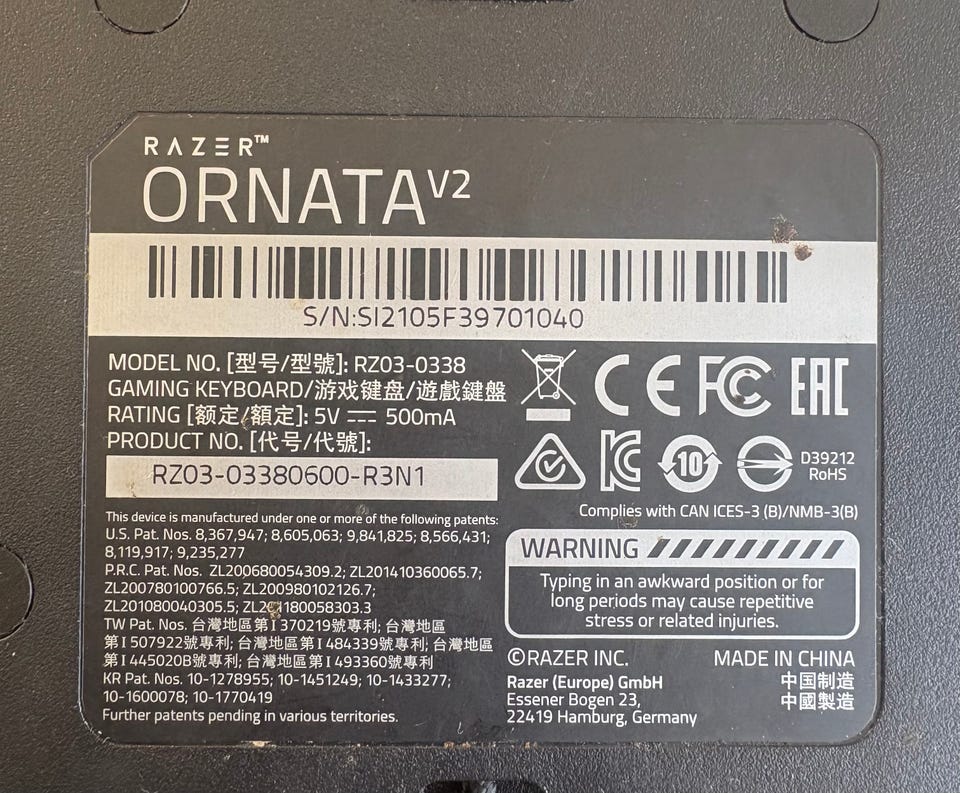 RAZER™
ORNATA V2
S/N:SI2105F39701040
MODEL NO. [型号/型號]: RZ03-0338
GAMING KEYBOARD/游戏键盘/遊戲鍵盤
RATING [额定/額定]: 5V ⎓ 500mA
PRODUCT NO. [代号/代號]:
RZ03-03380600-R3N1
This device is manufactured under one or more of the following patents:
U.S. Pat. Nos. 8,367,947; 8,605,063; 9,841,825; 8,566,431;
8,119,917; 9,235,277
P.R.C. Pat. Nos. ZL200680054309.2; ZL201410360065.7;
ZL200780100766.5; ZL200980102126.7;
ZL201080040305.5;
TW Pat. Nos. 台灣地區第I 370219號專利; 台灣地區
第I 507922號專利; 台灣地區第I 484339號專利; 台灣地區
第I 445020B號專利; 台灣地區第I 493360號專利
KR Pat. Nos. 10-1278955; 10-1451249; 10-1433277;
10-1600078; 10-1770419
Further patents pending in various territories.
CE FCC EAC
KC 10 D39212
RoHS
Complies with CAN ICES-3 (B)/NMB-3(B)
WARNING
Typing in an awkward position or for
long periods may cause repetitive
stress or related injuries.
©RAZER INC.
Razer (Europe) GmbH
Essener Bogen 23,
22419 Hamburg, Germany
MADE IN CHINA
中国制造
中國製造